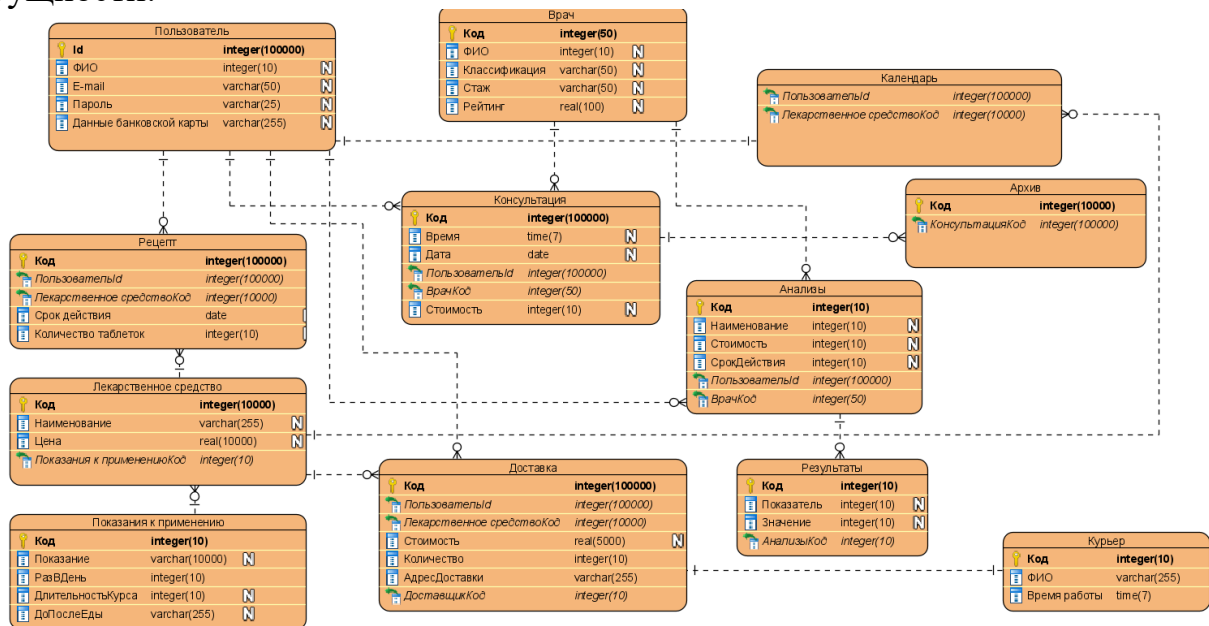 Пользователь
Id integer(100000)
ФИО integer(10) N
E-mail varchar(50) N
Пароль varchar(25) N
Данные банковской карты varchar(255) N
Врач
Код integer(50)
ФИО integer(10) N
Классификация varchar(50) N
Стаж varchar(50) N
Рейтинг real(100) N
Календарь
ПользовательId integer(100000)
Лекарственное средствоКод integer(10000)
Архив
Код integer(10000)
КонсультацияКод integer(100000)
Консультация
Код integer(100000)
Время time(7) N
Дата date N
ПользовательId integer(100000)
ВрачКод integer(50)
Стоимость integer(10) N
Рецепт
Код integer(100000)
ПользовательId integer(100000)
Лекарственное средствоКод integer(10000)
Срок действия date
Количество таблеток integer(10)
Анализы
Код integer(10)
Наименование integer(10) N
Стоимость integer(10) N
СрокДействия integer(10) N
ПользовательId integer(100000)
ВрачКод integer(50)
Лекарственное средство
Код integer(10000)
Наименование varchar(255) N
Цена real(10000) N
Показания к применениюКод integer(10)
Доставка
Код integer(100000)
ПользовательId integer(100000)
Лекарственное средствоКод integer(10000)
Стоимость real(5000) N
Количество integer(10)
АдресДоставки varchar(255)
ДоставщикКод integer(10)
Результаты
Код integer(10)
Показатель integer(10) N
Значение integer(10) N
АнализыКод integer(10)
Показания к применению
Код integer(10)
Показание varchar(10000) N
РазВДень integer(10)
ДлительностьКурса integer(10) N
ДоПослеЕды varchar(255) N
Курьер
Код integer(10)
ФИО varchar(255)
Время работы time(7)